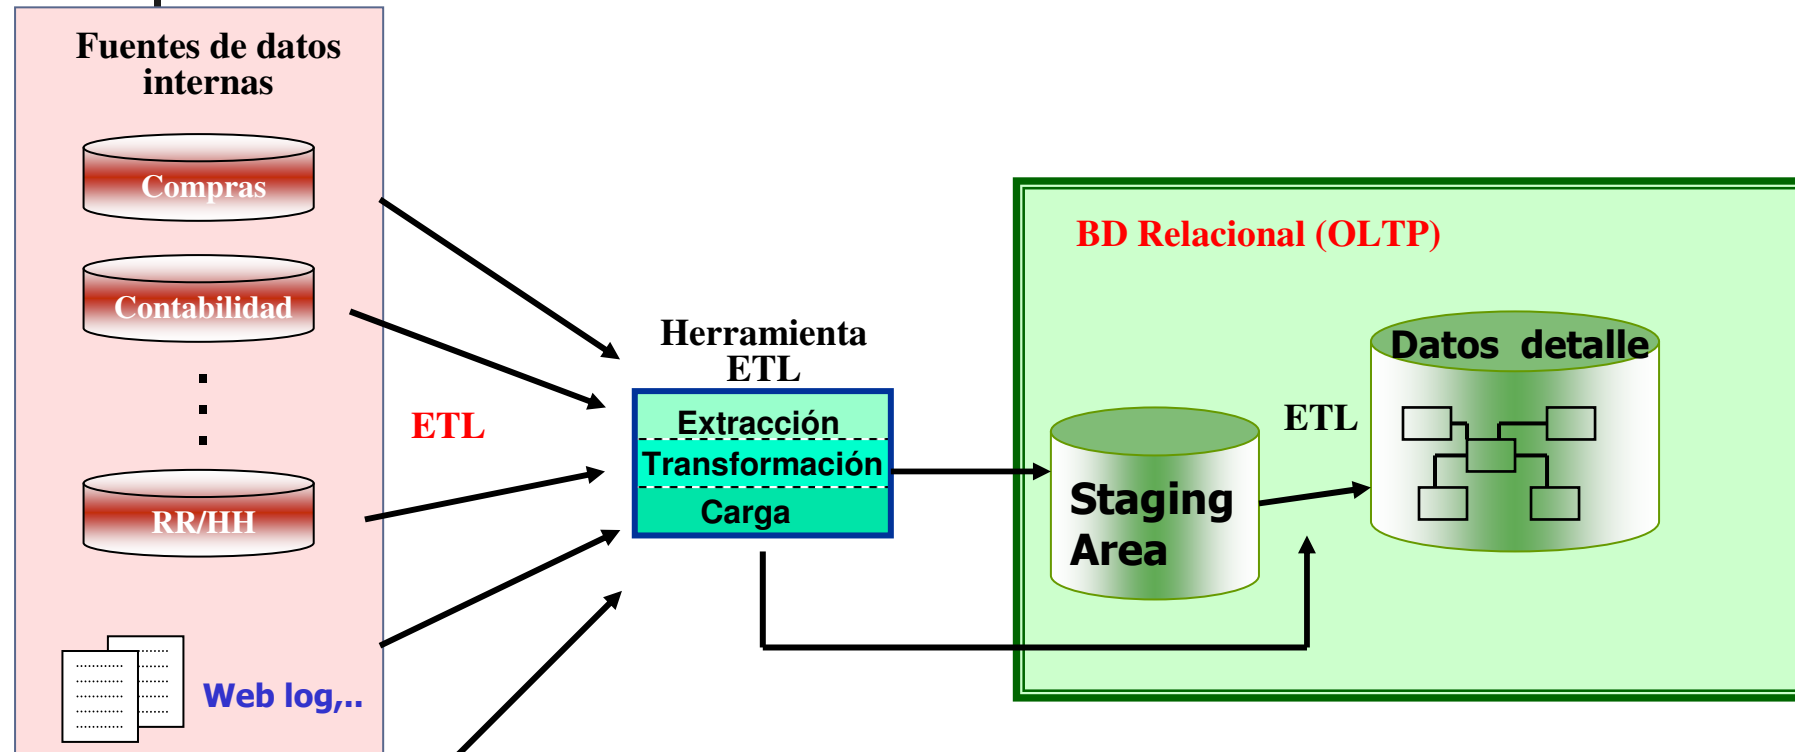 Fuentes de datos
internas
Compras
Contabilidad
RR/HH
Web log,..
ETL
Herramienta
ETL
Extracción
Transformación
Carga
BD Relacional (OLTP)
Staging
Area
ETL
Datos detalle